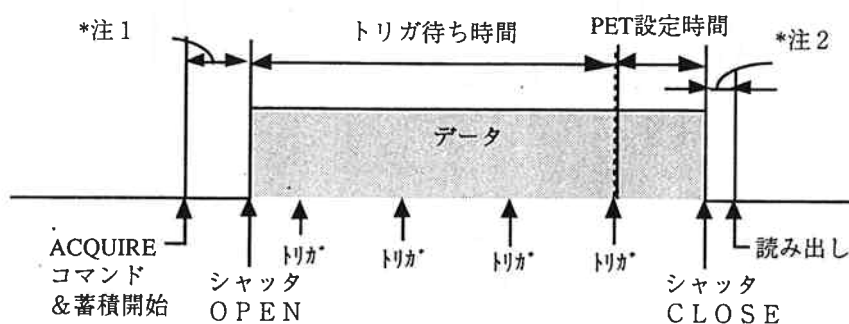 *注1
トリガ待ち時間
PET設定時間
*注2
データ
ACQUIRE
コマンド
&蓄積開始
シャッタ
OPEN
ﾄﾘｶﾞ
ﾄﾘｶﾞ
ﾄﾘｶﾞ
ﾄﾘｶﾞ
シャッタ
CLOSE
読み出し